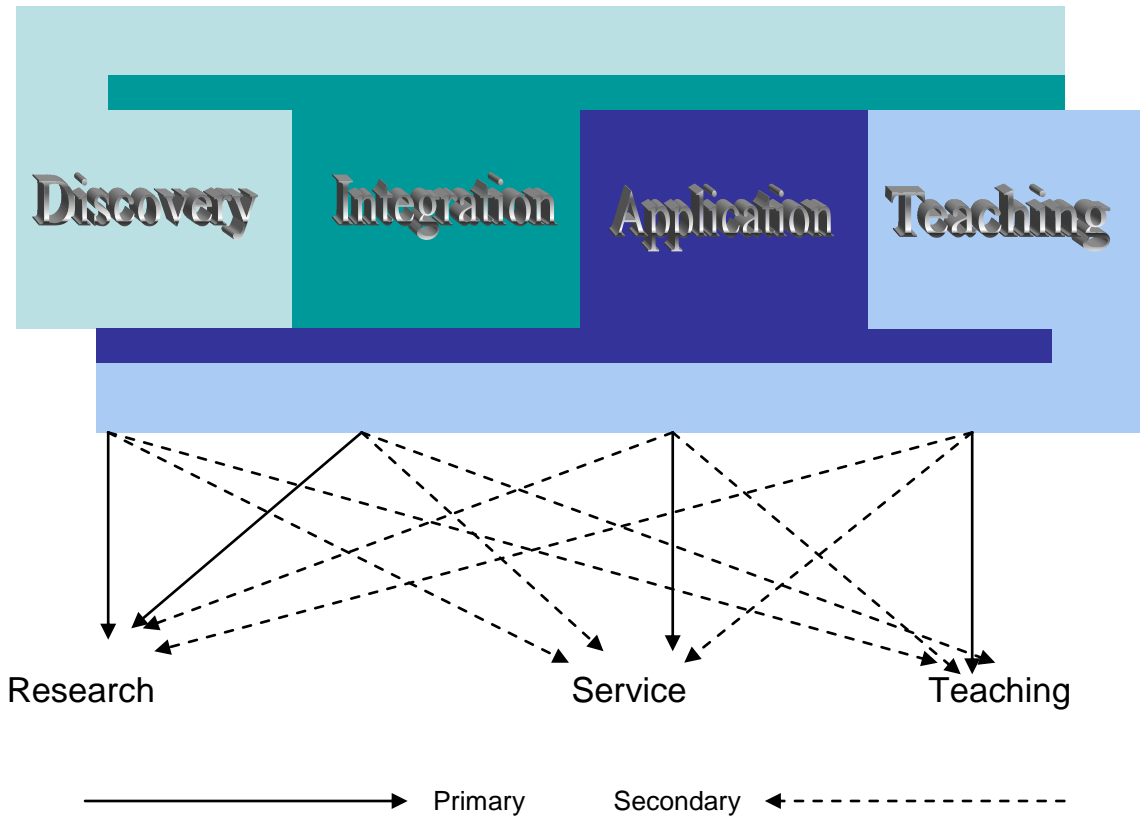 Discovery Integration Application Teaching
Research Service Teaching
Primary Secondary